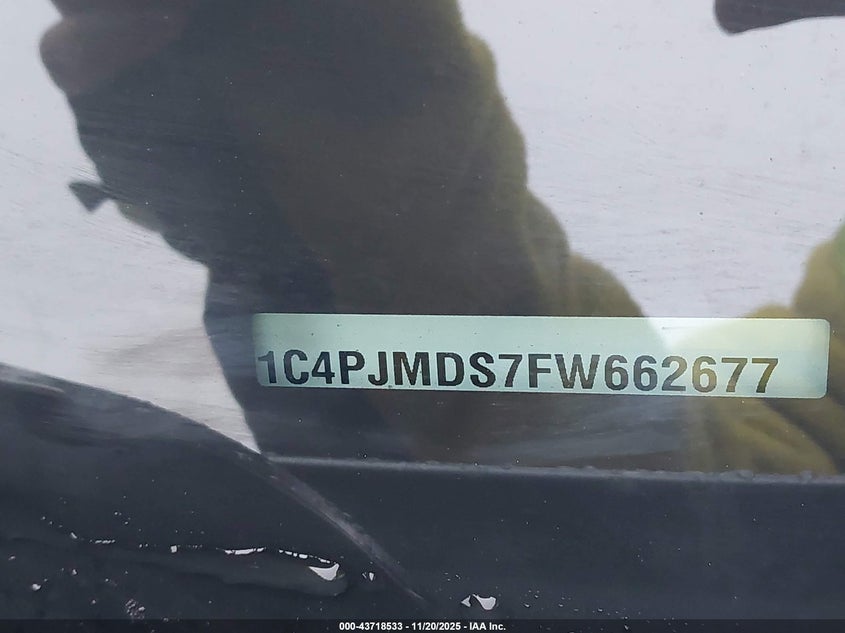 1C4PJMDS7FW662677
000-43718533 - 11/20/2025 - IAA Inc.